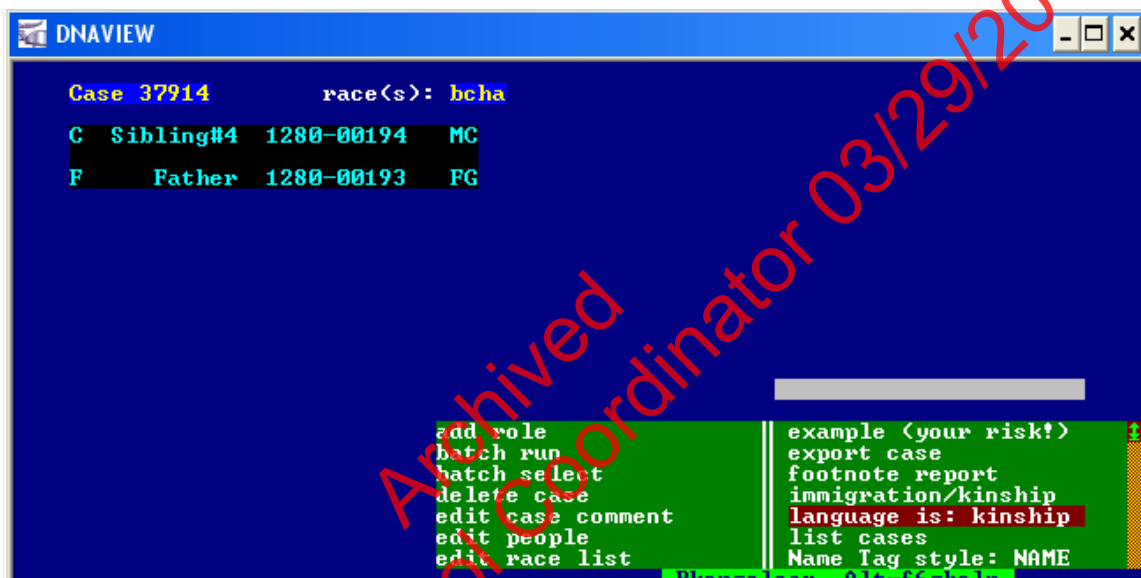 DNAVIEW
Case 37914 race(s): bcha
C Sibling#4 1280-00194 MC
F Father 1280-00193 FG
add role
batch run
batch select
delete case
edit case comment
edit people
edit race list
example (your risk!)
export case
footnote report
immigration/kinship
language is: kinship
list cases
Name Tag style: NAME
Archived
Coordinator 03/29/20